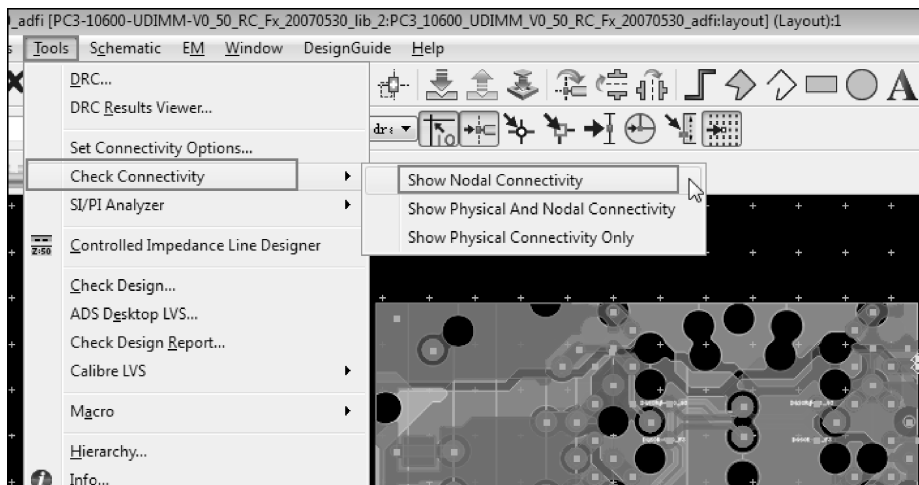 _adfi [PC3-10600-UDIMM-V0_50_RC_Fx_20070530_lib_2:PC3_10600_UDIMM_V0_50_RC_Fx_20070530_adfi:layout] (Layout):1
s Tools Schematic EM Window DesignGuide Help
DRC...
DRC Results Viewer...
Set Connectivity Options...
Check Connectivity
SI/PI Analyzer
Z:50 Controlled Impedance Line Designer
Check Design...
ADS Desktop LVS...
Check Design Report...
Calibre LVS
Macro
Hierarchy...
Info...
Show Nodal Connectivity
Show Physical And Nodal Connectivity
Show Physical Connectivity Only